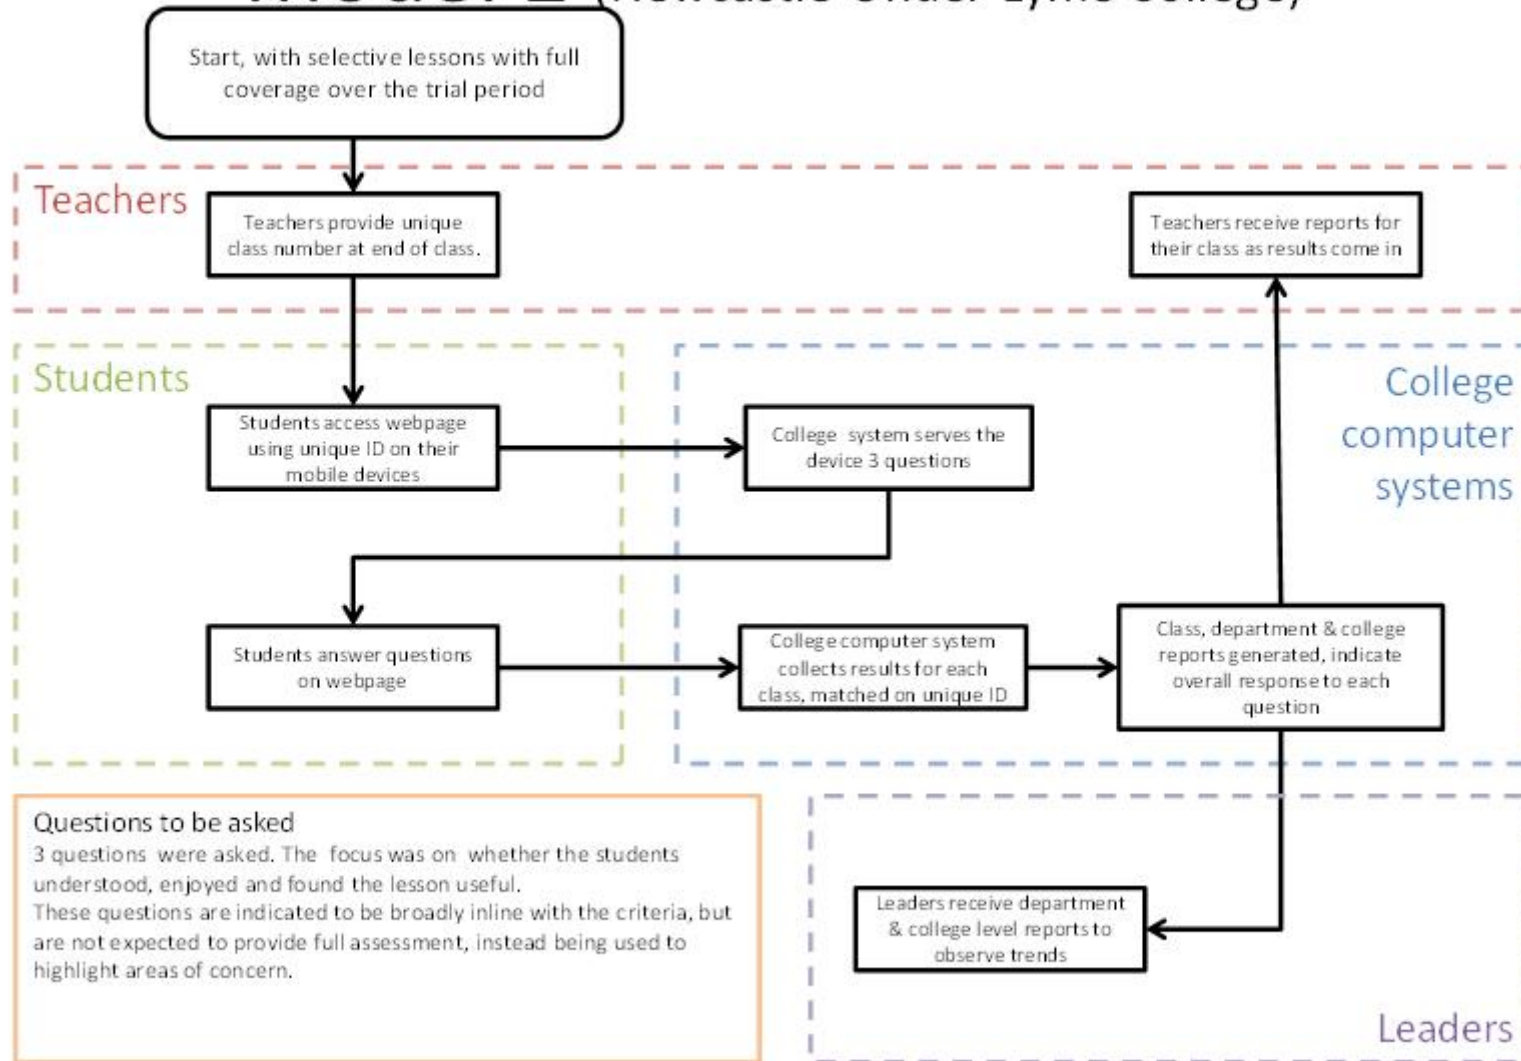 (Newcastle Under Lyme College)
Start, with selective lessons with full
coverage over the trial period
Teachers
Teachers provide unique
class number at end of class.
Teachers receive reports for
their class as results come in
Students
College
computer
systems
Students access webpage
using unique ID on their
mobile devices
College system serves the
device 3 questions
Students answer questions
on webpage
College computer system
collects results for each
class, matched on unique ID
Class, department & college
reports generated, indicate
overall response to each
question
Questions to be asked
3 questions were asked. The focus was on whether the students
understood, enjoyed and found the lesson useful.
These questions are indicated to be broadly inline with the criteria, but
are not expected to provide full assessment, instead being used to
highlight areas of concern.
Leaders receive department
& college level reports to
observe trends
Leaders